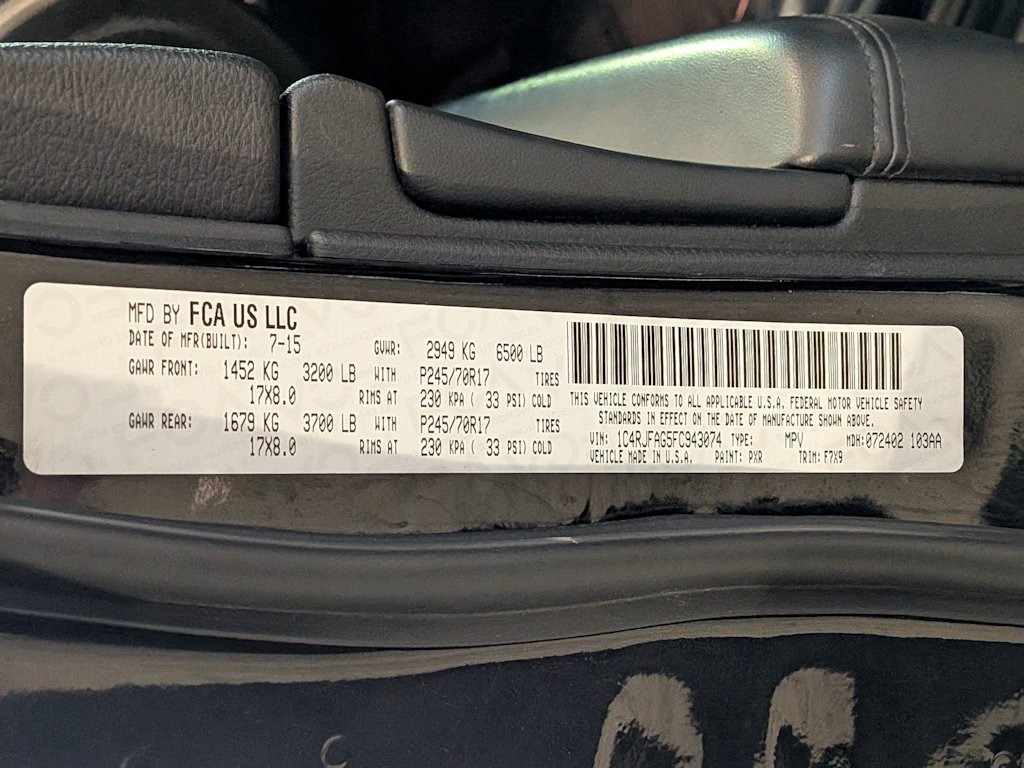 MFD BY FCA US LLC
DATE OF MFR(BUILT): 7-15 GVWR: 2949 KG 6500 LB
GAWR FRONT: 1452 KG 3200 LB WITH P245/70R17 TIRES
17X8.0 RIMS AT 230 KPA ( 33 PSI) COLD
GAWR REAR: 1679 KG 3700 LB WITH P245/70R17 TIRES
17X8.0 RIMS AT 230 KPA ( 33 PSI) COLD
THIS VEHICLE CONFORMS TO ALL APPLICABLE U.S.A. FEDERAL MOTOR VEHICLE SAFETY
STANDARDS IN EFFECT ON THE DATE OF MANUFACTURE SHOWN ABOVE.
VIN: 1C4RJFAG5FC943074 TYPE: MPV MDH:072402 103AA
VEHICLE MADE IN U.S.A. PAINT: PXR TRIM: F7X9